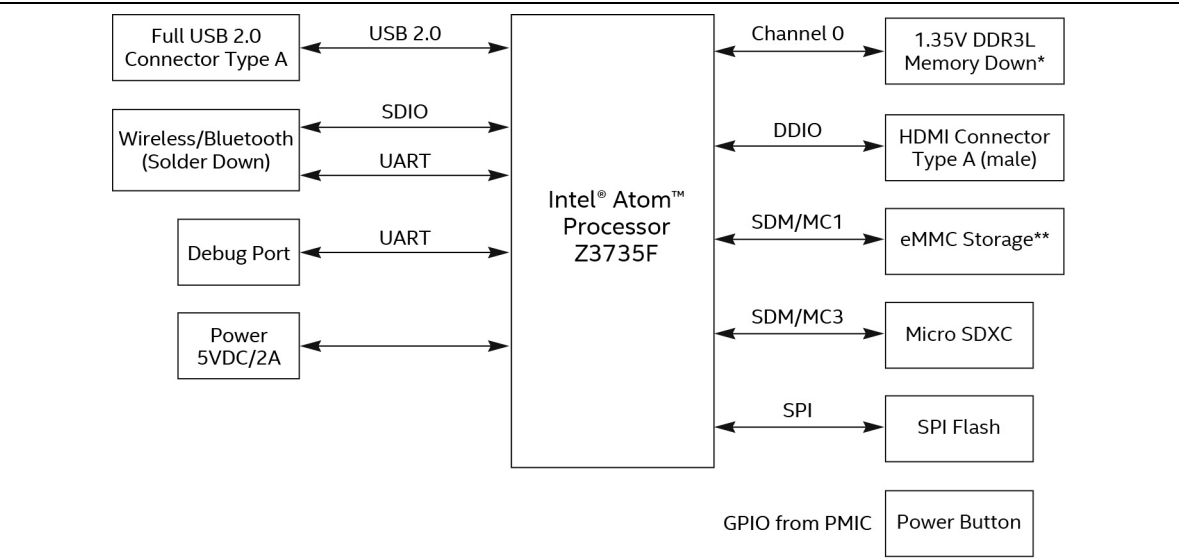 Full USB 2.0
Connector Type A
USB 2.0
Wireless/Bluetooth
(Solder Down)
SDIO
UART
Debug Port
UART
Power
5VDC/2A
Intel® Atom™
Processor
Z3735F
Channel 0
1.35V DDR3L
Memory Down*
DDIO
HDMI Connector
Type A (male)
SDM/MC1
eMMC Storage**
SDM/MC3
Micro SDXC
SPI
SPI Flash
GPIO from PMIC
Power Button